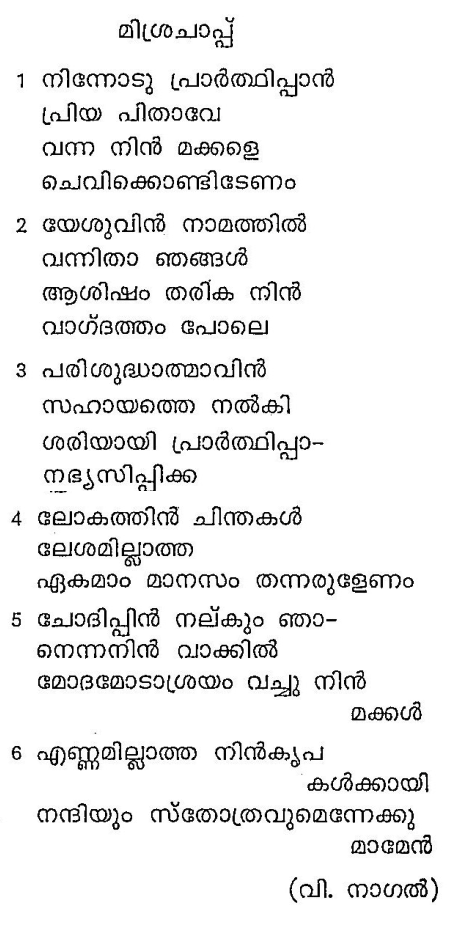 മിശ്രചാപ്പ്
1 നിന്നോടു പ്രാർത്ഥിപ്പാൻ
പ്രിയ പിതാവേ
വന്ന നിൻ മക്കളെ
ചെവിക്കൊണ്ടിടേണം
2 യേശുവിൻ നാമത്തിൽ
വന്നിതാ ഞങ്ങൾ
ആശിഷം തരിക നിൻ
വാഗ്ദത്തം പോലെ
3 പരിശുദ്ധാത്മാവിൻ
സഹായത്തെ നൽകി
ശരിയായി പ്രാർത്ഥിപ്പാ–
നഭ്യസിപ്പിക്ക
4 ലോകത്തിൻ ചിന്തകൾ
ലേശമില്ലാത്ത
ഏകമാം മാനസം തന്നരുളേണം
5 ചോദിപ്പിൻ നല്കും ഞാ–
നെന്നനിൻ വാക്കിൽ
മോദമോടാശ്രയം വച്ചു നിൻ
മക്കൾ
6 എണ്ണമില്ലാത്ത നിൻകൃപ
കൾക്കായി
നന്ദിയും സ്തോത്രവുമെന്നേക്കു
മാമേൻ
(വി. നാഗൽ)